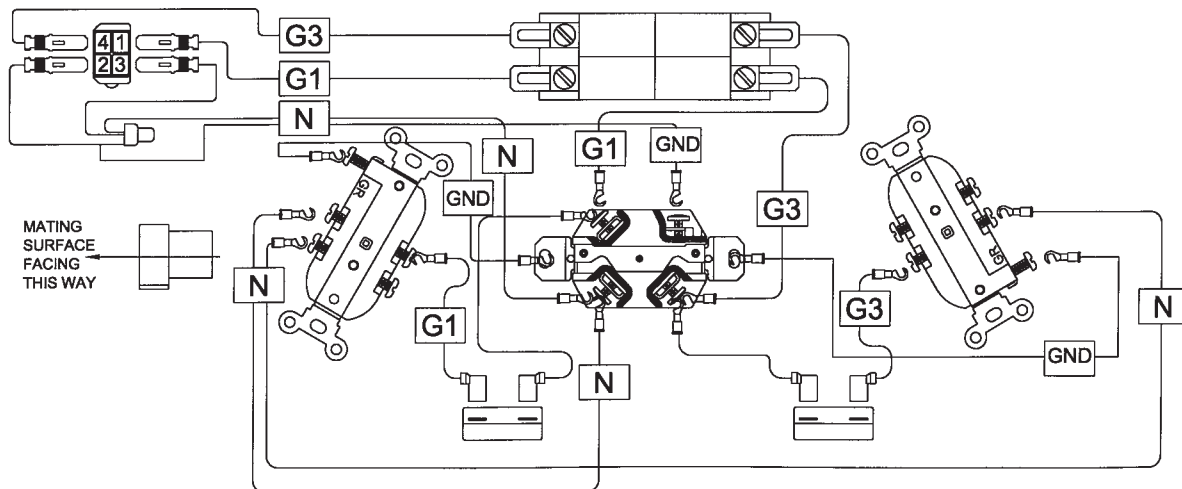 G3
4 1
2 3
G1
N
N
G1
GND
GR
GND
G3
MATING
SURFACE
FACING
THIS WAY
N
G1
G3
GR
N
GND
N